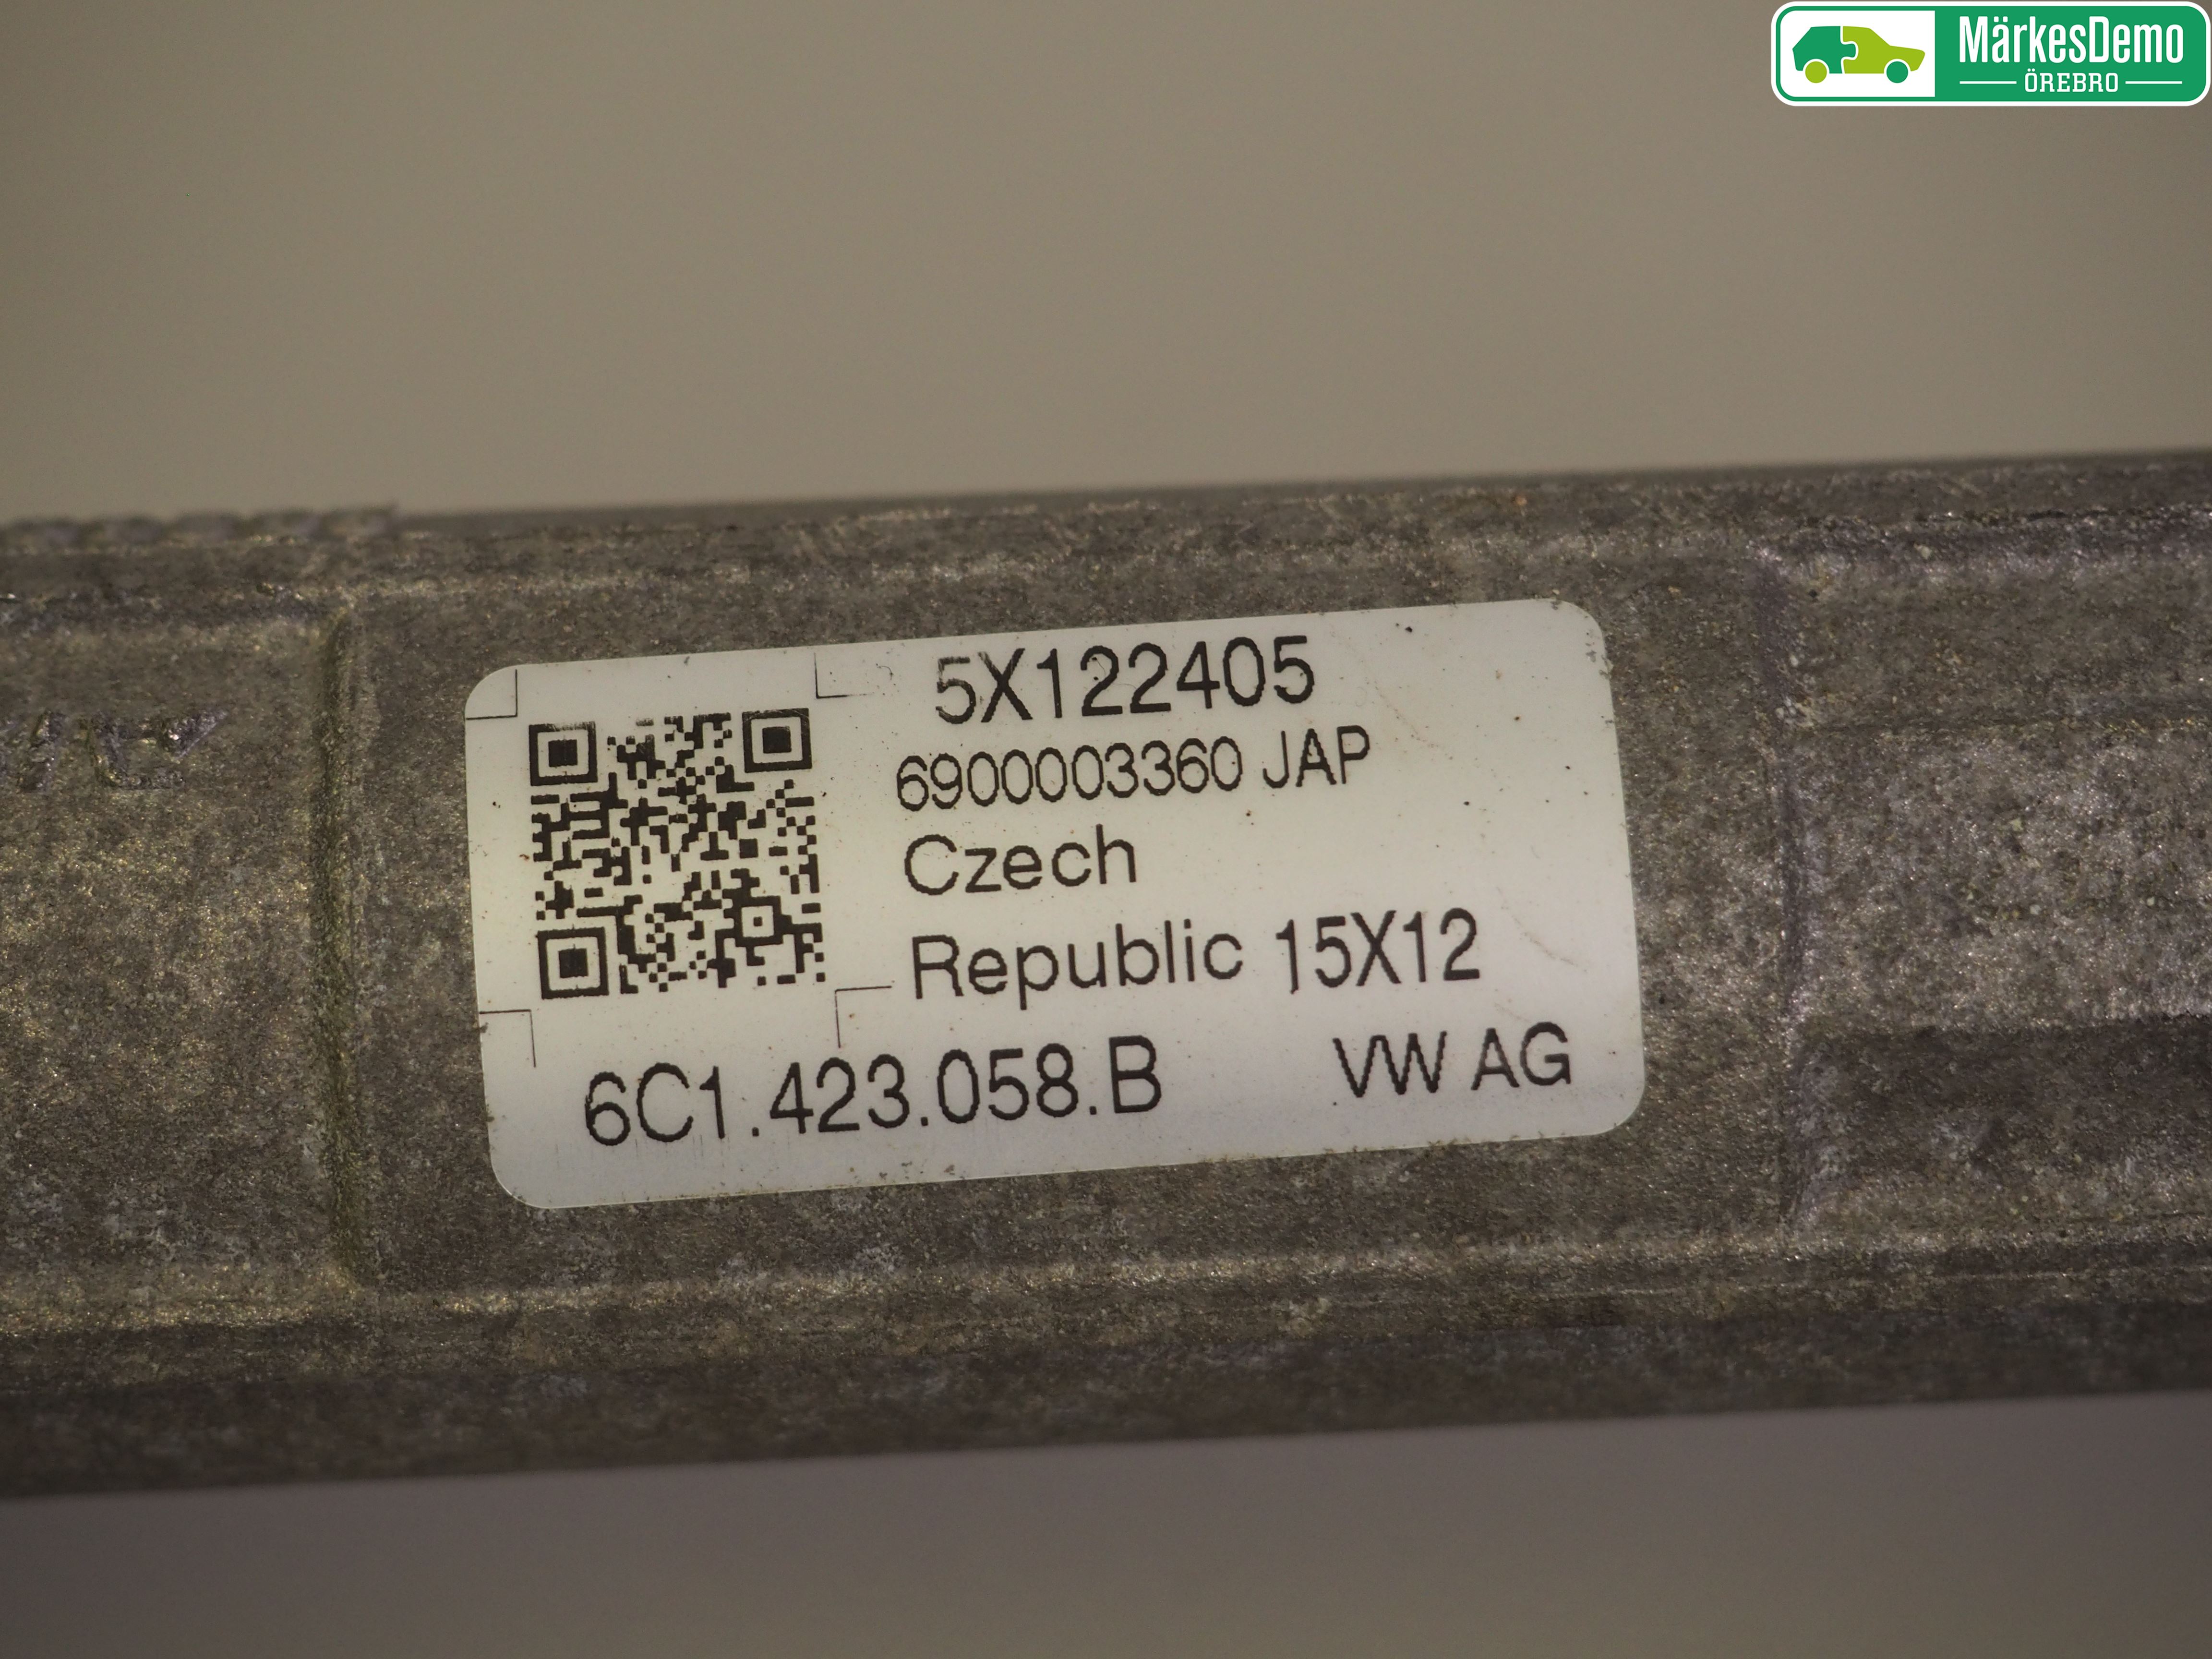 MärkesDemo
ÖREBRO
5X122405
6900003360 JAP
Czech
Republic 15X12
6C1.423.058.B VW AG